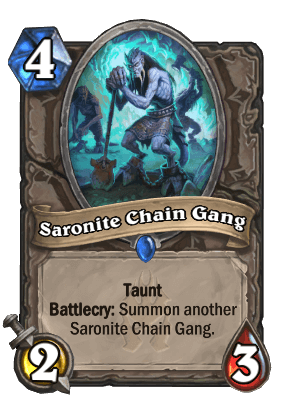 4
Saronite Chain Gang
Taunt
Battlecry: Summon another
Saronite Chain Gang.
2
3